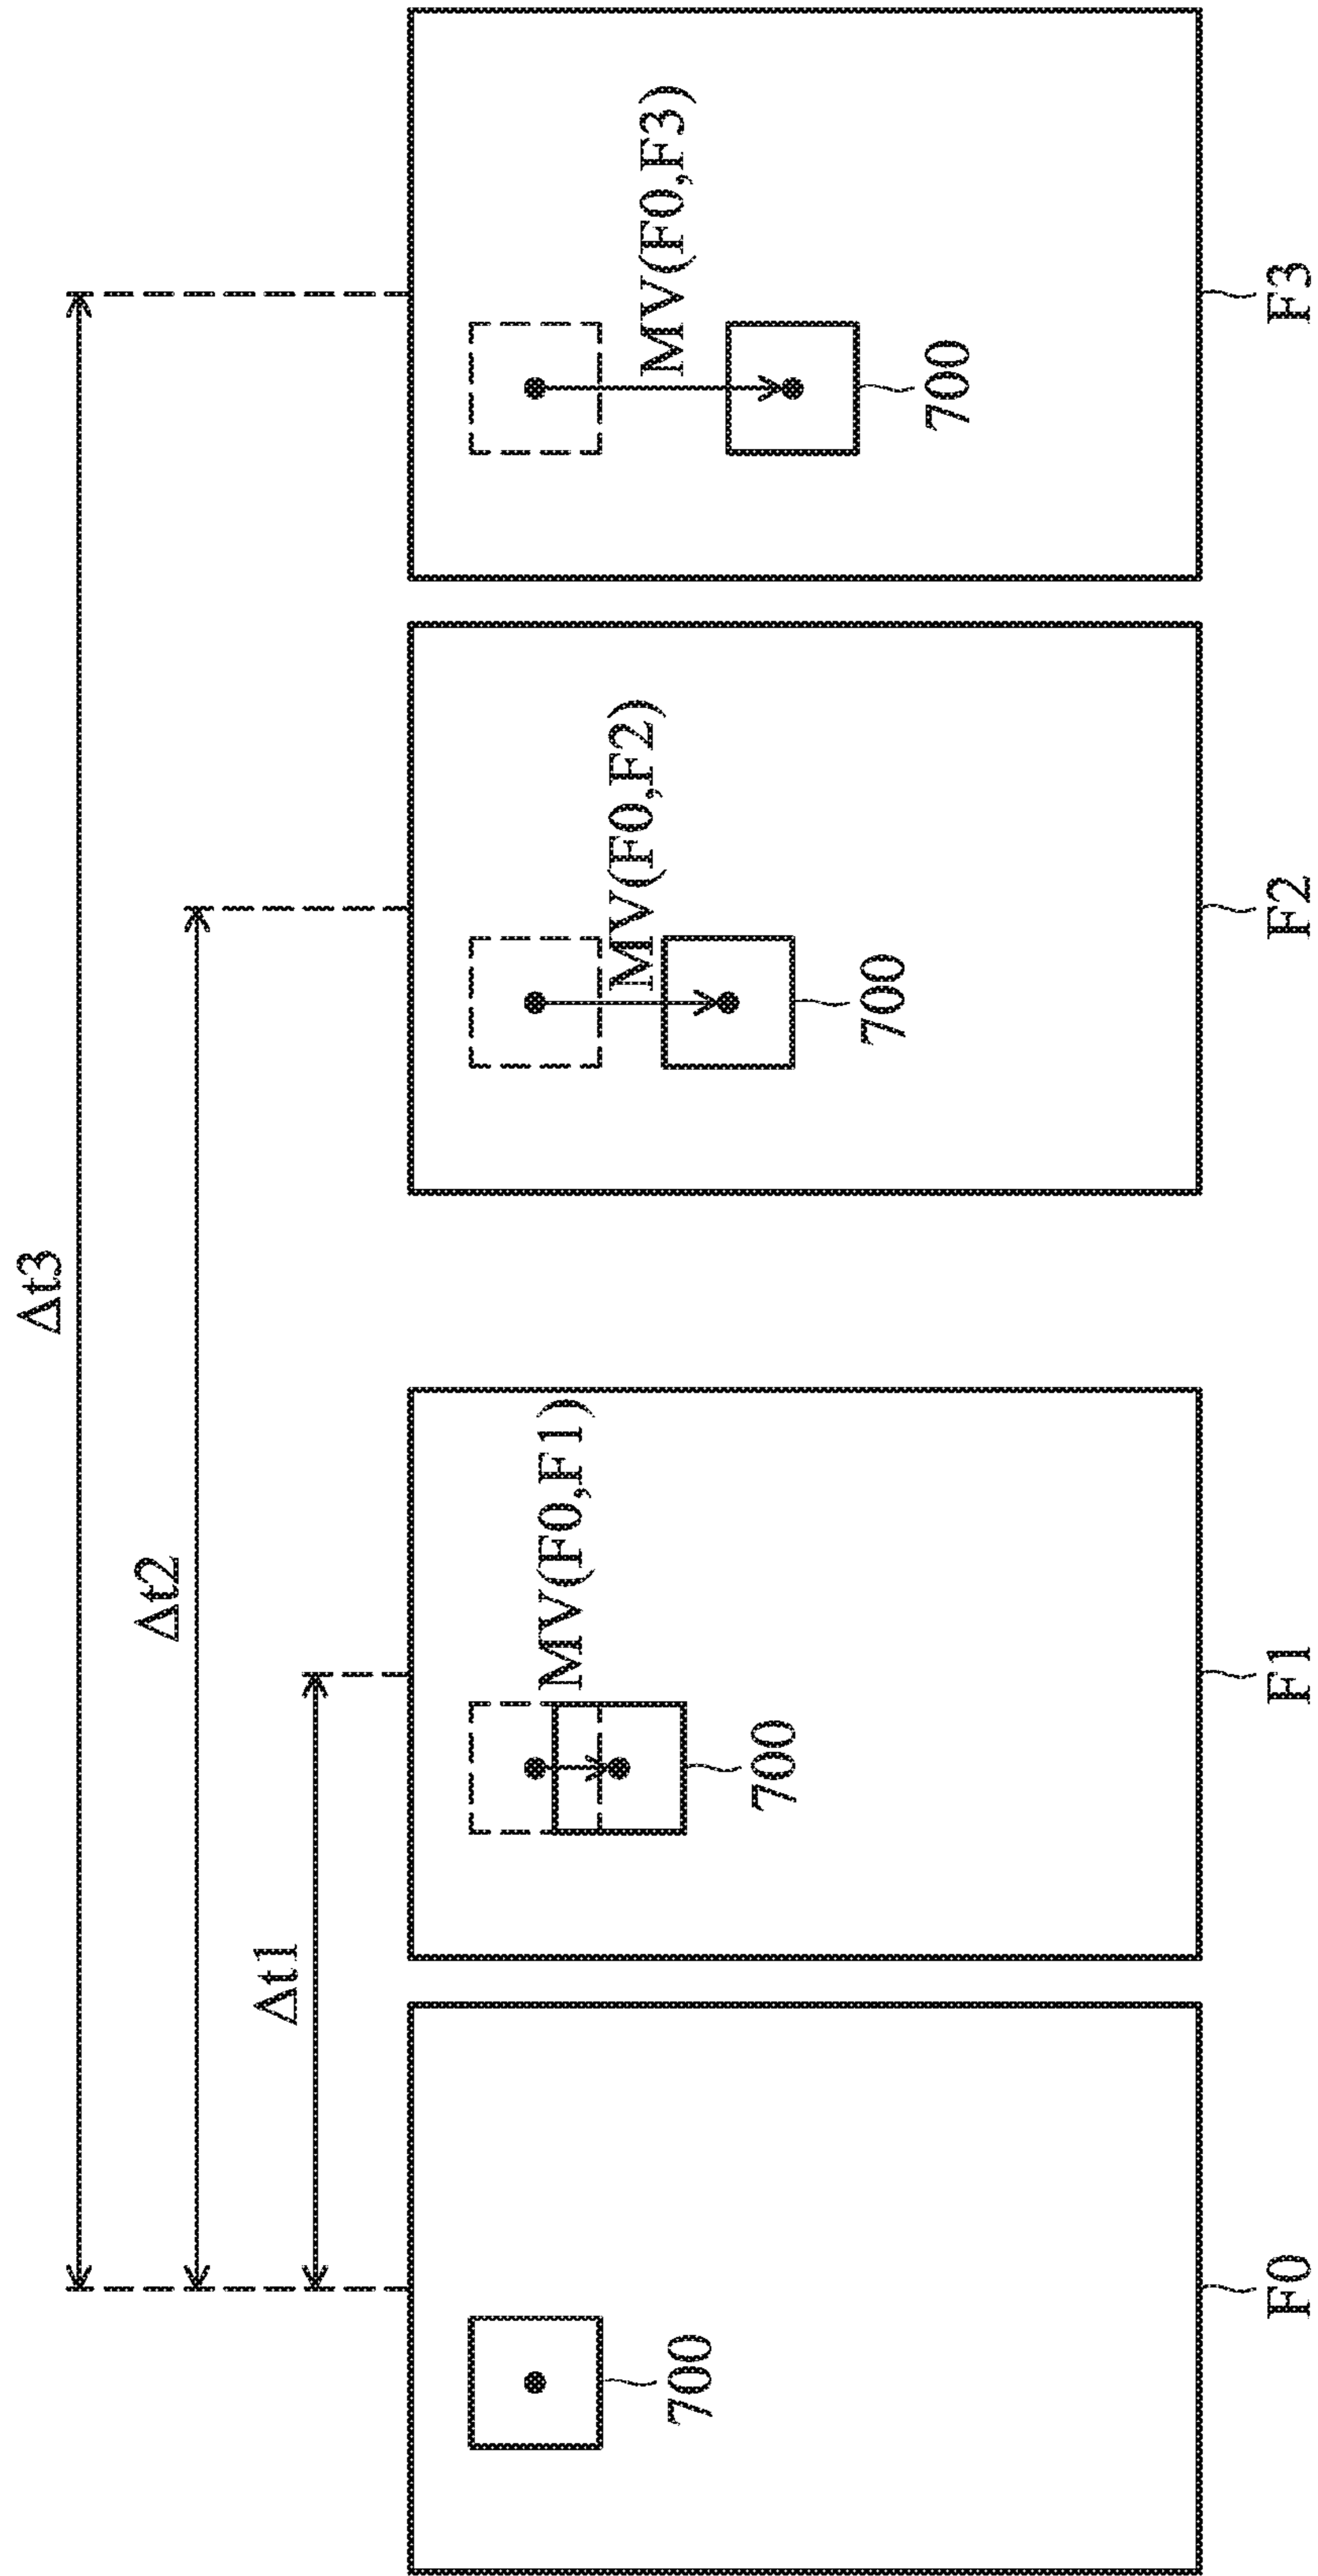 Δt3
Δt2
Δt1
MV(F0,F1)
MV(F0,F2)
MV(F0,F3)
700
700
700
700
F0
F1
F2
F3